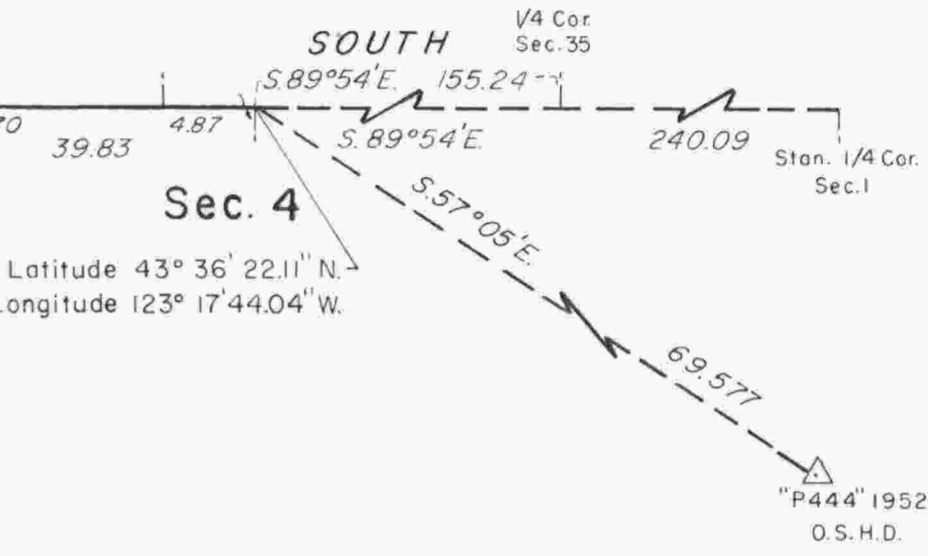 1/4 Cor.
SOUTH
Sec.35
S.89°54'E. 155.24
70
39.83
4.87
S.89°54'E.
240.09
Stan. 1/4 Cor.
Sec.1
Sec. 4
S.57°05'E.
Latitude 43° 36' 22.11" N.
Longitude 123° 17' 44.04" W.
69.577
"P444" 1952
O.S.H.D.